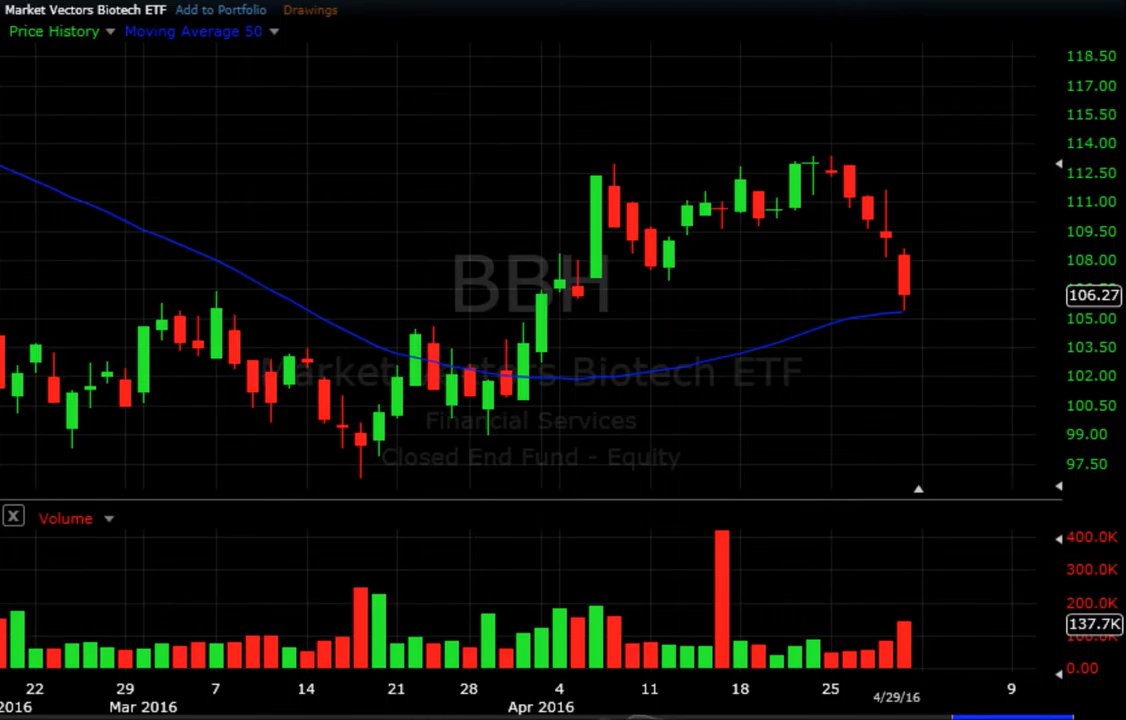 Market Vectors Biotech ETF Add to Portfolio Drawings
Price History Moving Average 50
118.50
117.00
115.50
114.00
112.50
111.00
109.50
BBH
108.00
106.27
105.00
103.50
Market Vectors Biotech ETF
102.00
Financial Services
100.50
99.00
Closed End Fund - Equity
97.50
X Volume
400.0K
300.0K
200.0K
137.7K
100.0K
0.00
22 29 7 14 21 28 4 11 18 25 4/29/16 9
2016 Mar 2016 Apr 2016